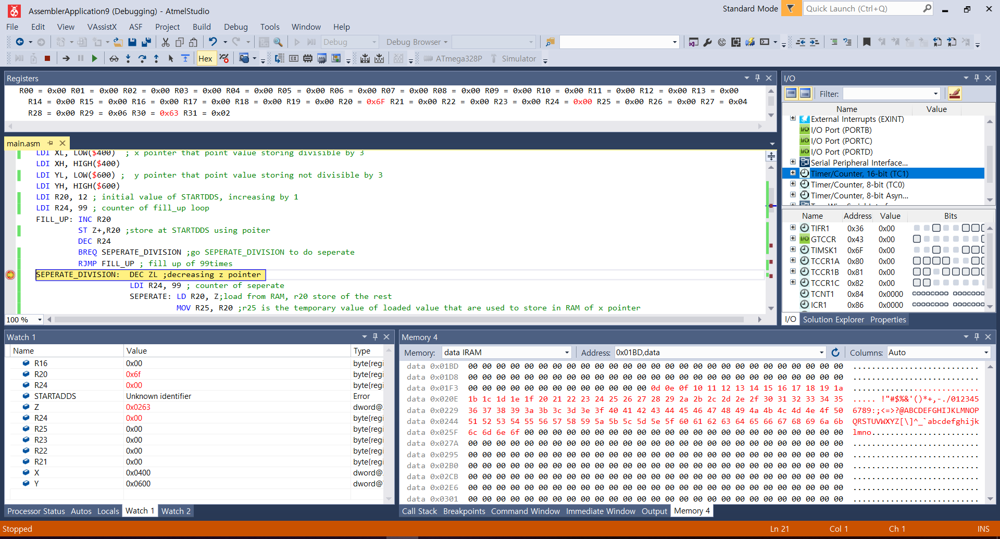 AssemblerApplication9 (Debugging) - AtmelStudio
Standard Mode
Quick Launch (Ctrl+Q)
File Edit View VAssistX ASF Project Build Debug Tools Window Help
Debug Debug Browser
Hex ATmega328P Simulator
Registers
R00 = 0x00 R01 = 0x00 R02 = 0x00 R03 = 0x00 R04 = 0x00 R05 = 0x00 R06 = 0x00 R07 = 0x00 R08 = 0x00 R09 = 0x00 R10 = 0x00 R11 = 0x00 R12 = 0x00 R13 = 0x00
R14 = 0x00 R15 = 0x00 R16 = 0x00 R17 = 0x00 R18 = 0x00 R19 = 0x00 R20 = 0x6F R21 = 0x00 R22 = 0x00 R23 = 0x00 R24 = 0x00 R25 = 0x00 R26 = 0x00 R27 = 0x04
R28 = 0x00 R29 = 0x06 R30 = 0x63 R31 = 0x02
main.asm
LDI XL, LOW($400) ; x pointer that point value storing divisible by 3
LDI XH, HIGH($400)
LDI YL, LOW($600) ; y pointer that point value storing not divisible by 3
LDI YH, HIGH($600)
LDI R20, 12 ; initial value of STARTDDS, increasing by 1
LDI R24, 99 ; counter of fill_up loop
FILL_UP: INC R20
ST Z+,R20 ;store at STARTDDS using poiter
DEC R24
BREQ SEPERATE_DIVISION ;go SEPERATE_DIVISION to do seperate
RJMP FILL_UP ; fill up of 99times
SEPERATE_DIVISION: DEC ZL ;decreasing z pointer
LDI R24, 99 ; counter of seperate
SEPERATE: LD R20, Z;load from RAM, r20 store of the rest
MOV R25, R20 ;r25 is the temporary value of loaded value that are used to store in RAM of x pointer
100 %
I/O
Filter:
Name Value
External Interrupts (EXINT)
I/O Port (PORTB)
I/O Port (PORTC)
I/O Port (PORTD)
Serial Peripheral Interface...
Timer/Counter, 16-bit (TC1)
Timer/Counter, 8-bit (TC0)
Timer/Counter, 8-bit Asyn...
Name Address Value Bits
TIFR1 0x36 0x00
GTCCR 0x43 0x00
TIMSK1 0x6F 0x00
TCCR1A 0x80 0x00
TCCR1B 0x81 0x00
TCCR1C 0x82 0x00
TCNT1 0x84 0x0000
ICR1 0x86 0x0000
I/O Solution Explorer Properties
Watch 1
Name Value Type
R16 0x00 byte{regi
R20 0x6f byte{regi
R24 0x00 byte{regi
STARTADDS Unknown identifier Error
Z 0x0263 dword@
R24 0x00 byte{regi
R25 0x00 byte{regi
R23 0x00 byte{regi
R22 0x00 byte{regi
R21 0x00 byte{regi
X 0x0400 dword@
Y 0x0600 dword@
Processor Status Autos Locals Watch 1 Watch 2
Memory 4
Memory: data IRAM Address: 0x01BD,data Columns: Auto
data 0x01BD 00 00 00 00 00 00 00 00 00 00 00 00 00 00 00 00 00 00 00 00 00 00 00 00 00 00 00 ...........................
data 0x01D8 00 00 00 00 00 00 00 00 00 00 00 00 00 00 00 00 00 00 00 00 00 00 00 00 00 00 00 ...........................
data 0x01F3 00 00 00 00 00 00 00 00 00 00 00 00 00 0d 0e 0f 10 11 12 13 14 15 16 17 18 19 1a ...........................
data 0x020E 1b 1c 1d 1e 1f 20 21 22 23 24 25 26 27 28 29 2a 2b 2c 2d 2e 2f 30 31 32 33 34 35 ..... !"#$%&'()*+,-./012345
data 0x0229 36 37 38 39 3a 3b 3c 3d 3e 3f 40 41 42 43 44 45 46 47 48 49 4a 4b 4c 4d 4e 4f 50 6789:;<=>?@ABCDEFGHIJKLMNOP
data 0x0244 51 52 53 54 55 56 57 58 59 5a 5b 5c 5d 5e 5f 60 61 62 63 64 65 66 67 68 69 6a 6b QRSTUVWXYZ[\]^_`abcdefghijk
data 0x025F 6c 6d 6e 6f 00 00 00 00 00 00 00 00 00 00 00 00 00 00 00 00 00 00 00 00 00 00 00 lmno.......................
data 0x027A 00 00 00 00 00 00 00 00 00 00 00 00 00 00 00 00 00 00 00 00 00 00 00 00 00 00 00 ...........................
data 0x0295 00 00 00 00 00 00 00 00 00 00 00 00 00 00 00 00 00 00 00 00 00 00 00 00 00 00 00 ...........................
data 0x02B0 00 00 00 00 00 00 00 00 00 00 00 00 00 00 00 00 00 00 00 00 00 00 00 00 00 00 00 ...........................
data 0x02CB 00 00 00 00 00 00 00 00 00 00 00 00 00 00 00 00 00 00 00 00 00 00 00 00 00 00 00 ...........................
data 0x02E6 00 00 00 00 00 00 00 00 00 00 00 00 00 00 00 00 00 00 00 00 00 00 00 00 00 00 00 ...........................
data 0x0301 00 00 00 00 00 00 00 00 00 00 00 00 00 00 00 00 00 00 00 00 00 00 00 00 00 00 00 ...........................
Call Stack Breakpoints Command Window Immediate Window Output Memory 4
Stopped Ln 21 Col 1 Ch 1 INS